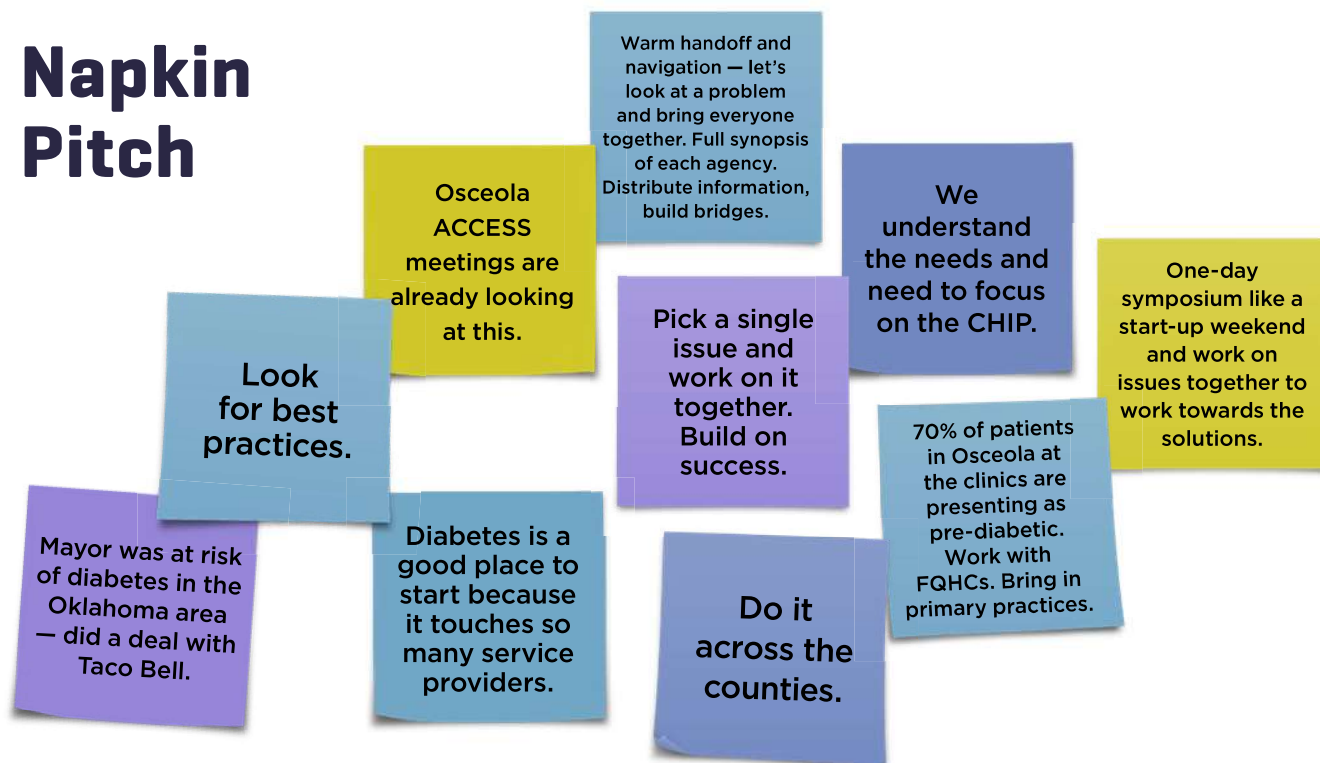 Napkin
Pitch
Warm handoff and
navigation — let’s
look at a problem
and bring everyone
together. Full synopsis
of each agency.
Distribute information,
build bridges.
Osceola
ACCESS
meetings are
already looking
at this.
We
understand
the needs and
need to focus
on the CHIP.
One-day
symposium like a
start-up weekend
and work on
issues together to
work towards the
solutions.
Look
for best
practices.
Pick a single
issue and
work on it
together.
Build on
success.
70% of patients
in Osceola at
the clinics are
presenting as
pre-diabetic.
Work with
FQHCs. Bring in
primary practices.
Mayor was at risk
of diabetes in the
Oklahoma area
— did a deal with
Taco Bell.
Diabetes is a
good place to
start because
it touches so
many service
providers.
Do it
across the
counties.